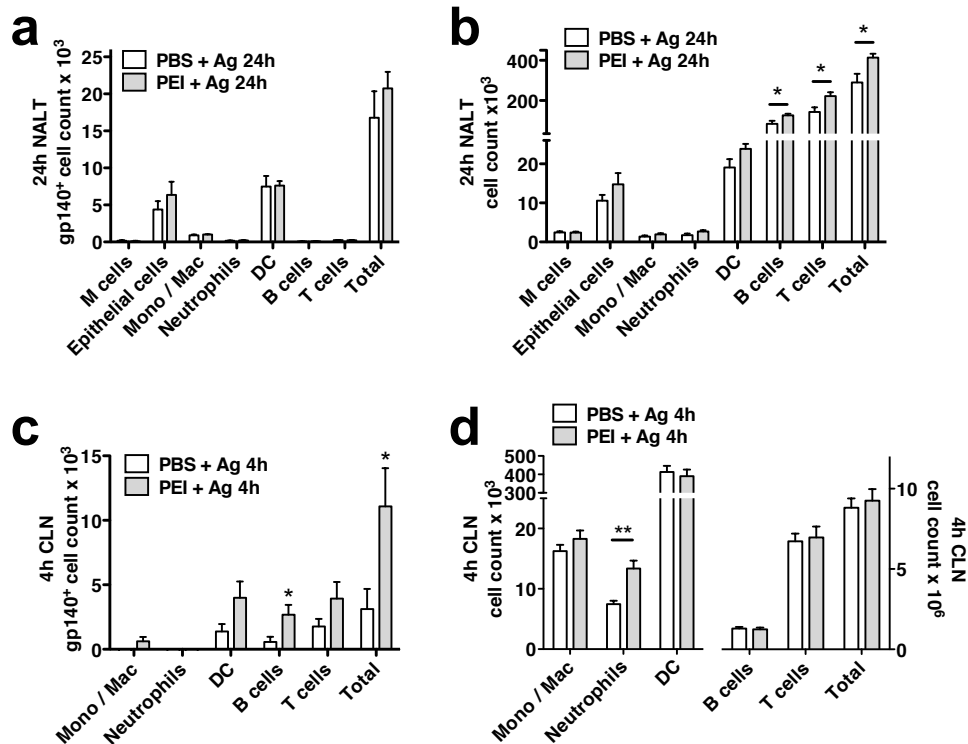 a
24h NALT
gp140⁺ cell count x 10³
PBS + Ag 24h
PEI + Ag 24h
25
20
15
10
5
0
M cells
Epithelial cells
Mono / Mac
Neutrophils
DC
B cells
T cells
Total
b
24h NALT
cell count x10³
PBS + Ag 24h
PEI + Ag 24h
400
200
20
10
0
*
*
*
M cells
Epithelial cells
Mono / Mac
Neutrophils
DC
B cells
T cells
Total
c
4h CLN
gp140⁺ cell count x 10³
PBS + Ag 4h
PEI + Ag 4h
15
10
5
0
*
*
Mono / Mac
Neutrophils
DC
B cells
T cells
Total
d
4h CLN
cell count x 10³
PBS + Ag 4h
PEI + Ag 4h
500
400
300
20
10
0
**
Mono / Mac
Neutrophils
DC
B cells
T cells
Total
10
5
0
4h CLN
cell count x 10⁶